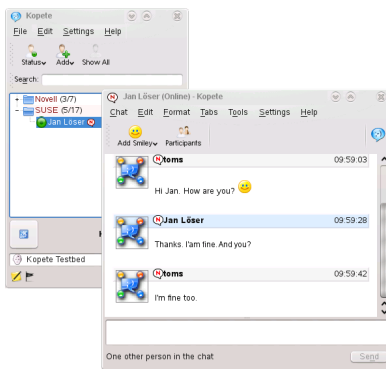 Kopete
File Edit Settings Help
Status Add Show All
Search:
Novell (3/7)
SUSE (5/17)
Jan Löser
Kopete Testbed
Jan Löser (Online) - Kopete
Chat Edit Format Tabs Tools Settings Help
Add Smiley Participants
toms 09:59:03
Hi Jan. How are you?
Jan Löser 09:59:28
Thanks. I'am fine. And you?
toms 09:59:42
I'm fine too.
One other person in the chat
Send